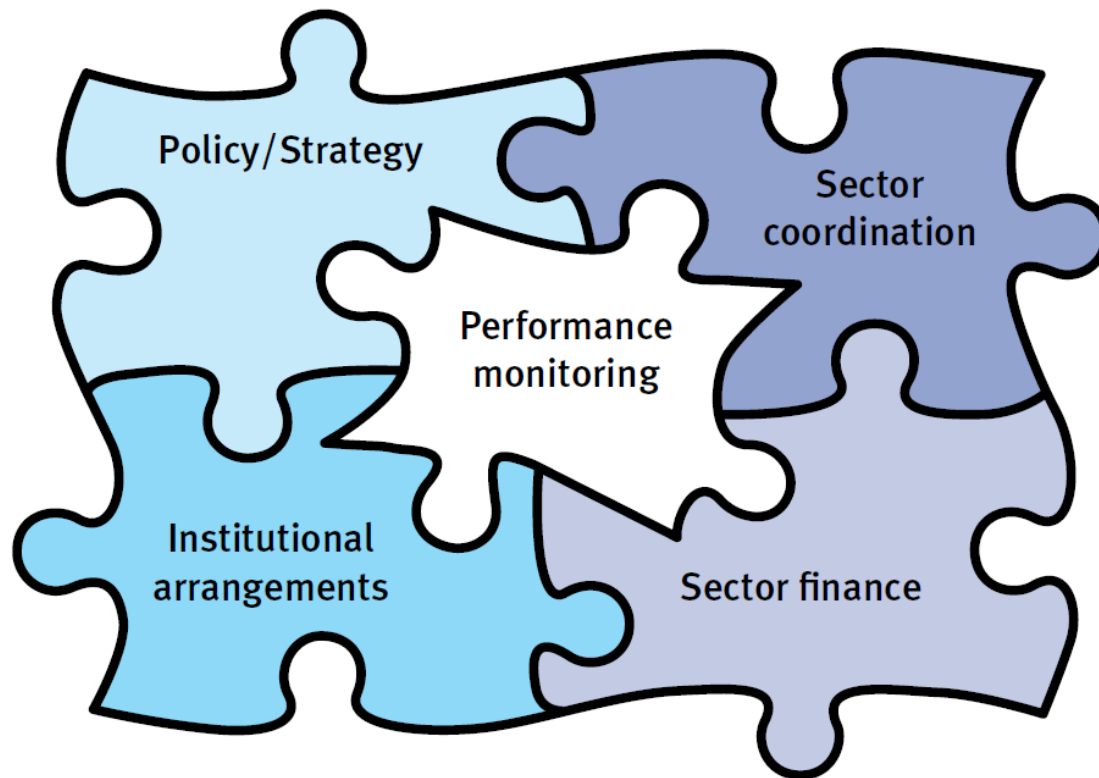 Policy/Strategy
Sector
coordination
Performance
monitoring
Institutional
arrangements
Sector finance